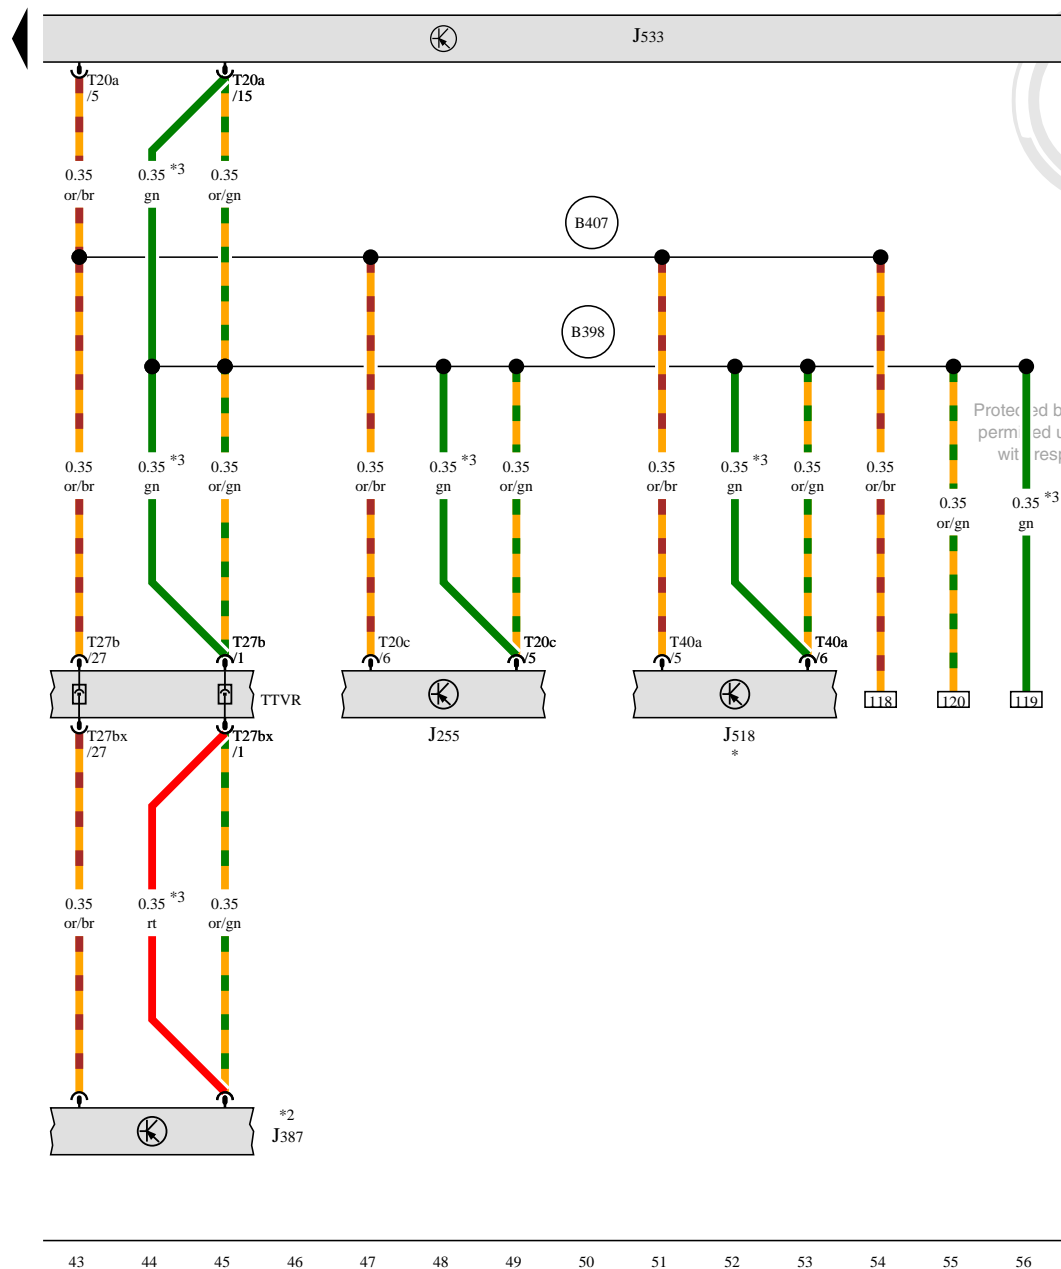 J533
T20a
/5
T20a
/15
0.35
or/br
0.35 *3
gn
0.35
or/gn
B407
B398
Protected b
permitted u
with resp
0.35
or/br
0.35 *3
gn
0.35
or/gn
0.35
or/br
0.35 *3
gn
0.35
or/gn
0.35
or/br
0.35 *3
gn
0.35
or/gn
0.35
or/br
0.35
or/gn
0.35 *3
gn
T27b
/27
T27b
/1
T20c
/6
T20c
/5
T40a
/5
T40a
/6
TTVR
118
120
119
T27bx
/27
T27bx
/1
J255
J518
*
0.35
or/br
0.35 *3
rt
0.35
or/gn
*2
J387
43 44 45 46 47 48 49 50 51 52 53 54 55 56